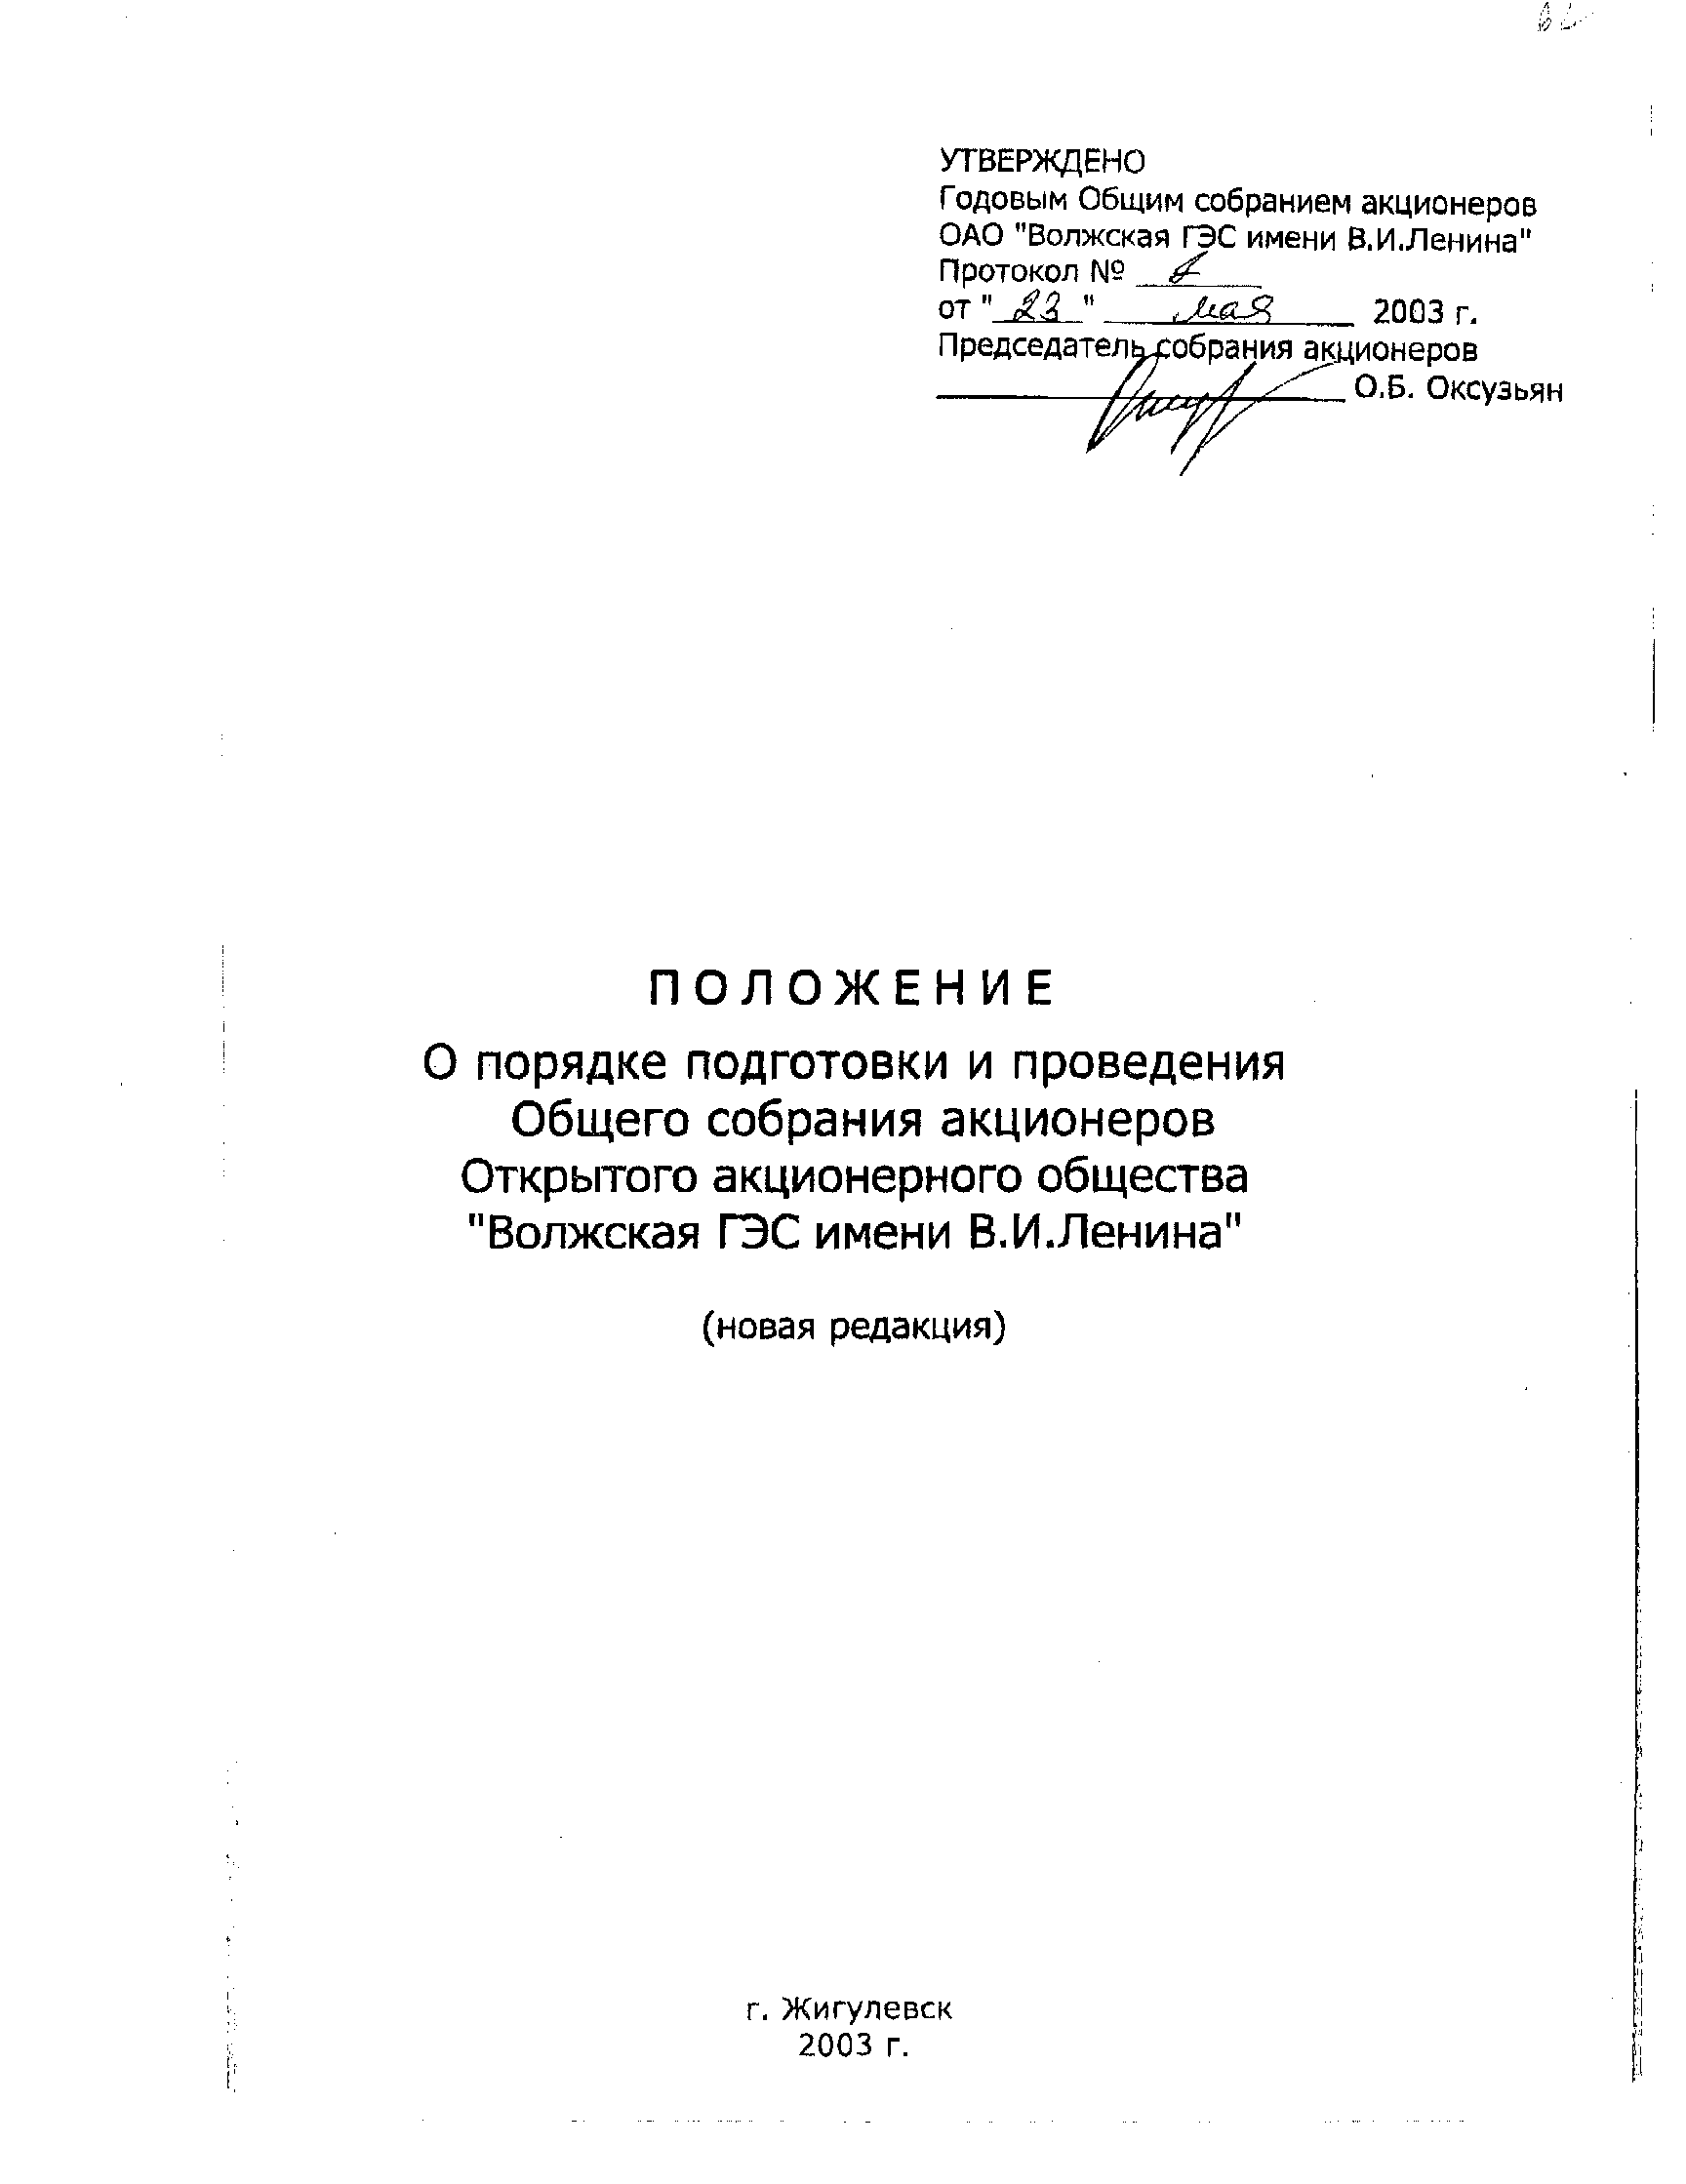 УТВЕРЖДЕНО
Годовым Общим собранием акционеров
ОАО "Волжская ГЭС имени В.И.Ленина"
Протокол №
от "23" мая 2003 г.
Председатель собрания акционеров
О.Б. Оксузьян
ПОЛОЖЕНИЕ
О порядке подготовки и проведения
Общего собрания акционеров
Открытого акционерного общества
"Волжская ГЭС имени В.И.Ленина"
(новая редакция)
г. Жигулевск
2003 г.